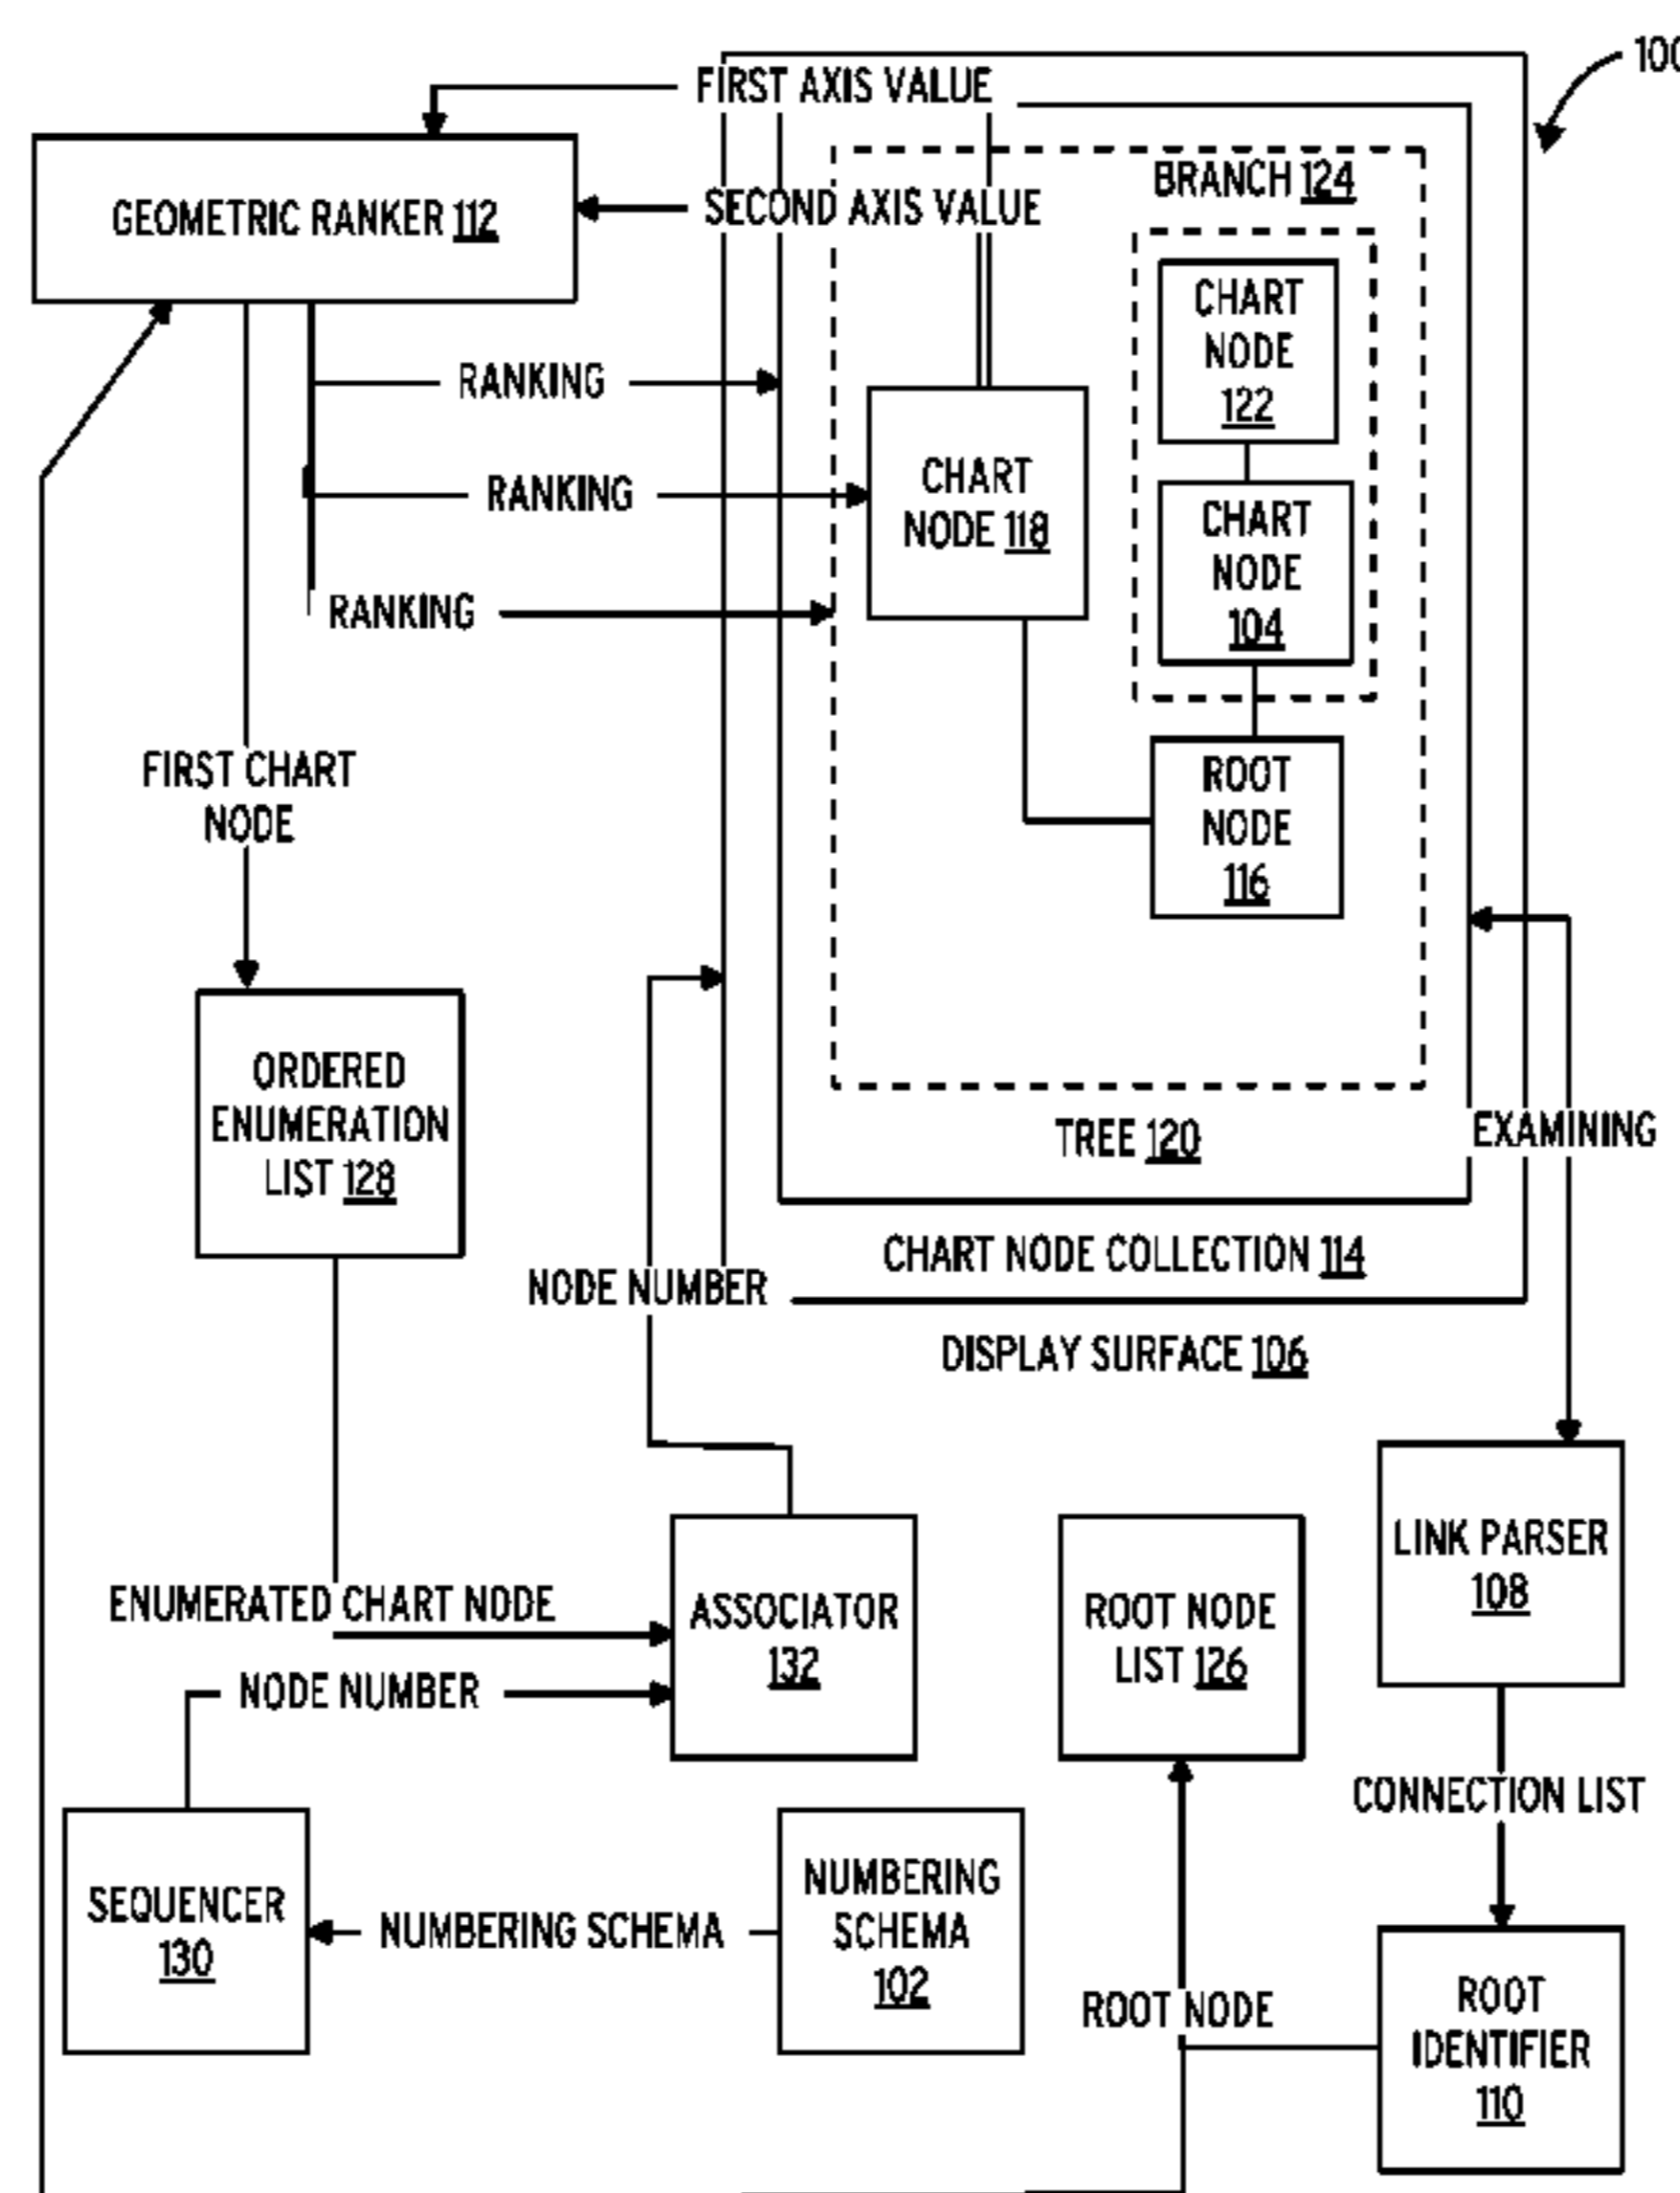 100
FIRST AXIS VALUE
BRANCH 124
GEOMETRIC RANKER 112
SECOND AXIS VALUE
CHART
NODE
122
RANKING
RANKING
CHART
NODE 118
CHART
NODE
104
RANKING
FIRST CHART
NODE
ROOT
NODE
116
ORDERED
ENUMERATION
LIST 128
TREE 120
EXAMINING
CHART NODE COLLECTION 114
NODE NUMBER
DISPLAY SURFACE 106
LINK PARSER
108
ENUMERATED CHART NODE
ASSOCIATOR
132
ROOT NODE
LIST 126
NODE NUMBER
CONNECTION LIST
SEQUENCER
130
NUMBERING SCHEMA
NUMBERING
SCHEMA
102
ROOT NODE
ROOT
IDENTIFIER
110